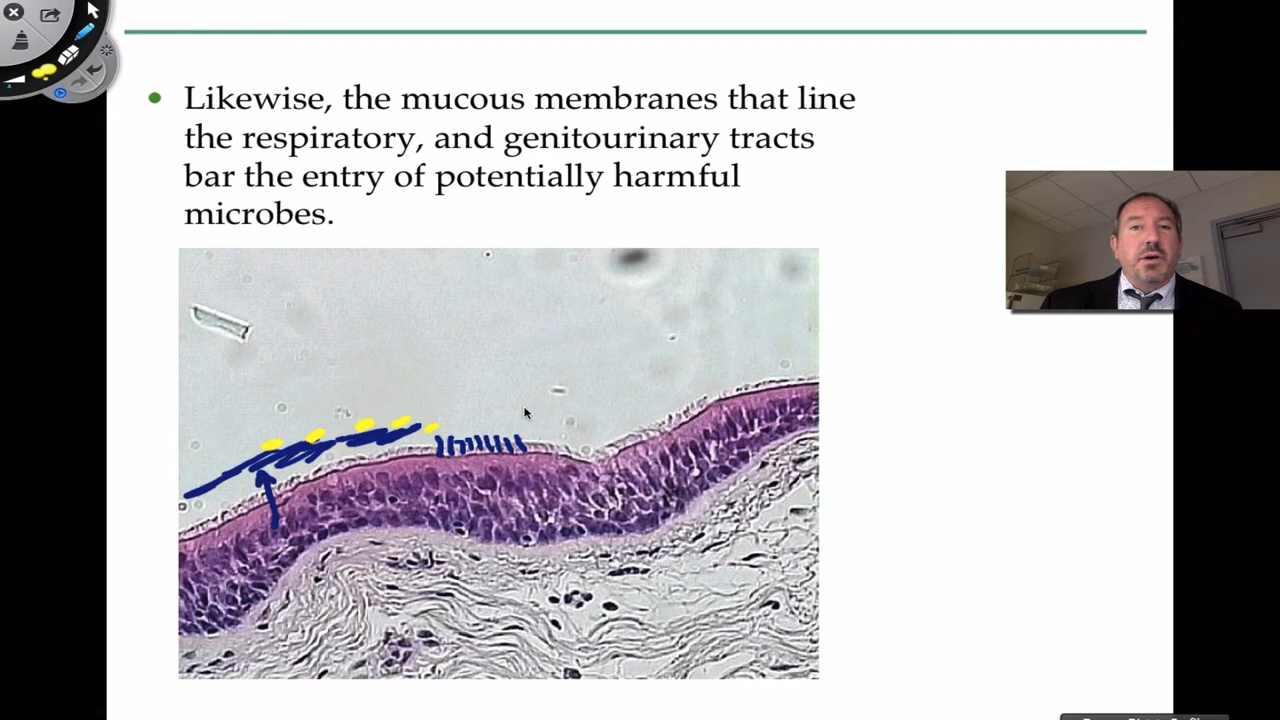 Likewise, the mucous membranes that line
the respiratory, and genitourinary tracts
bar the entry of potentially harmful
microbes.